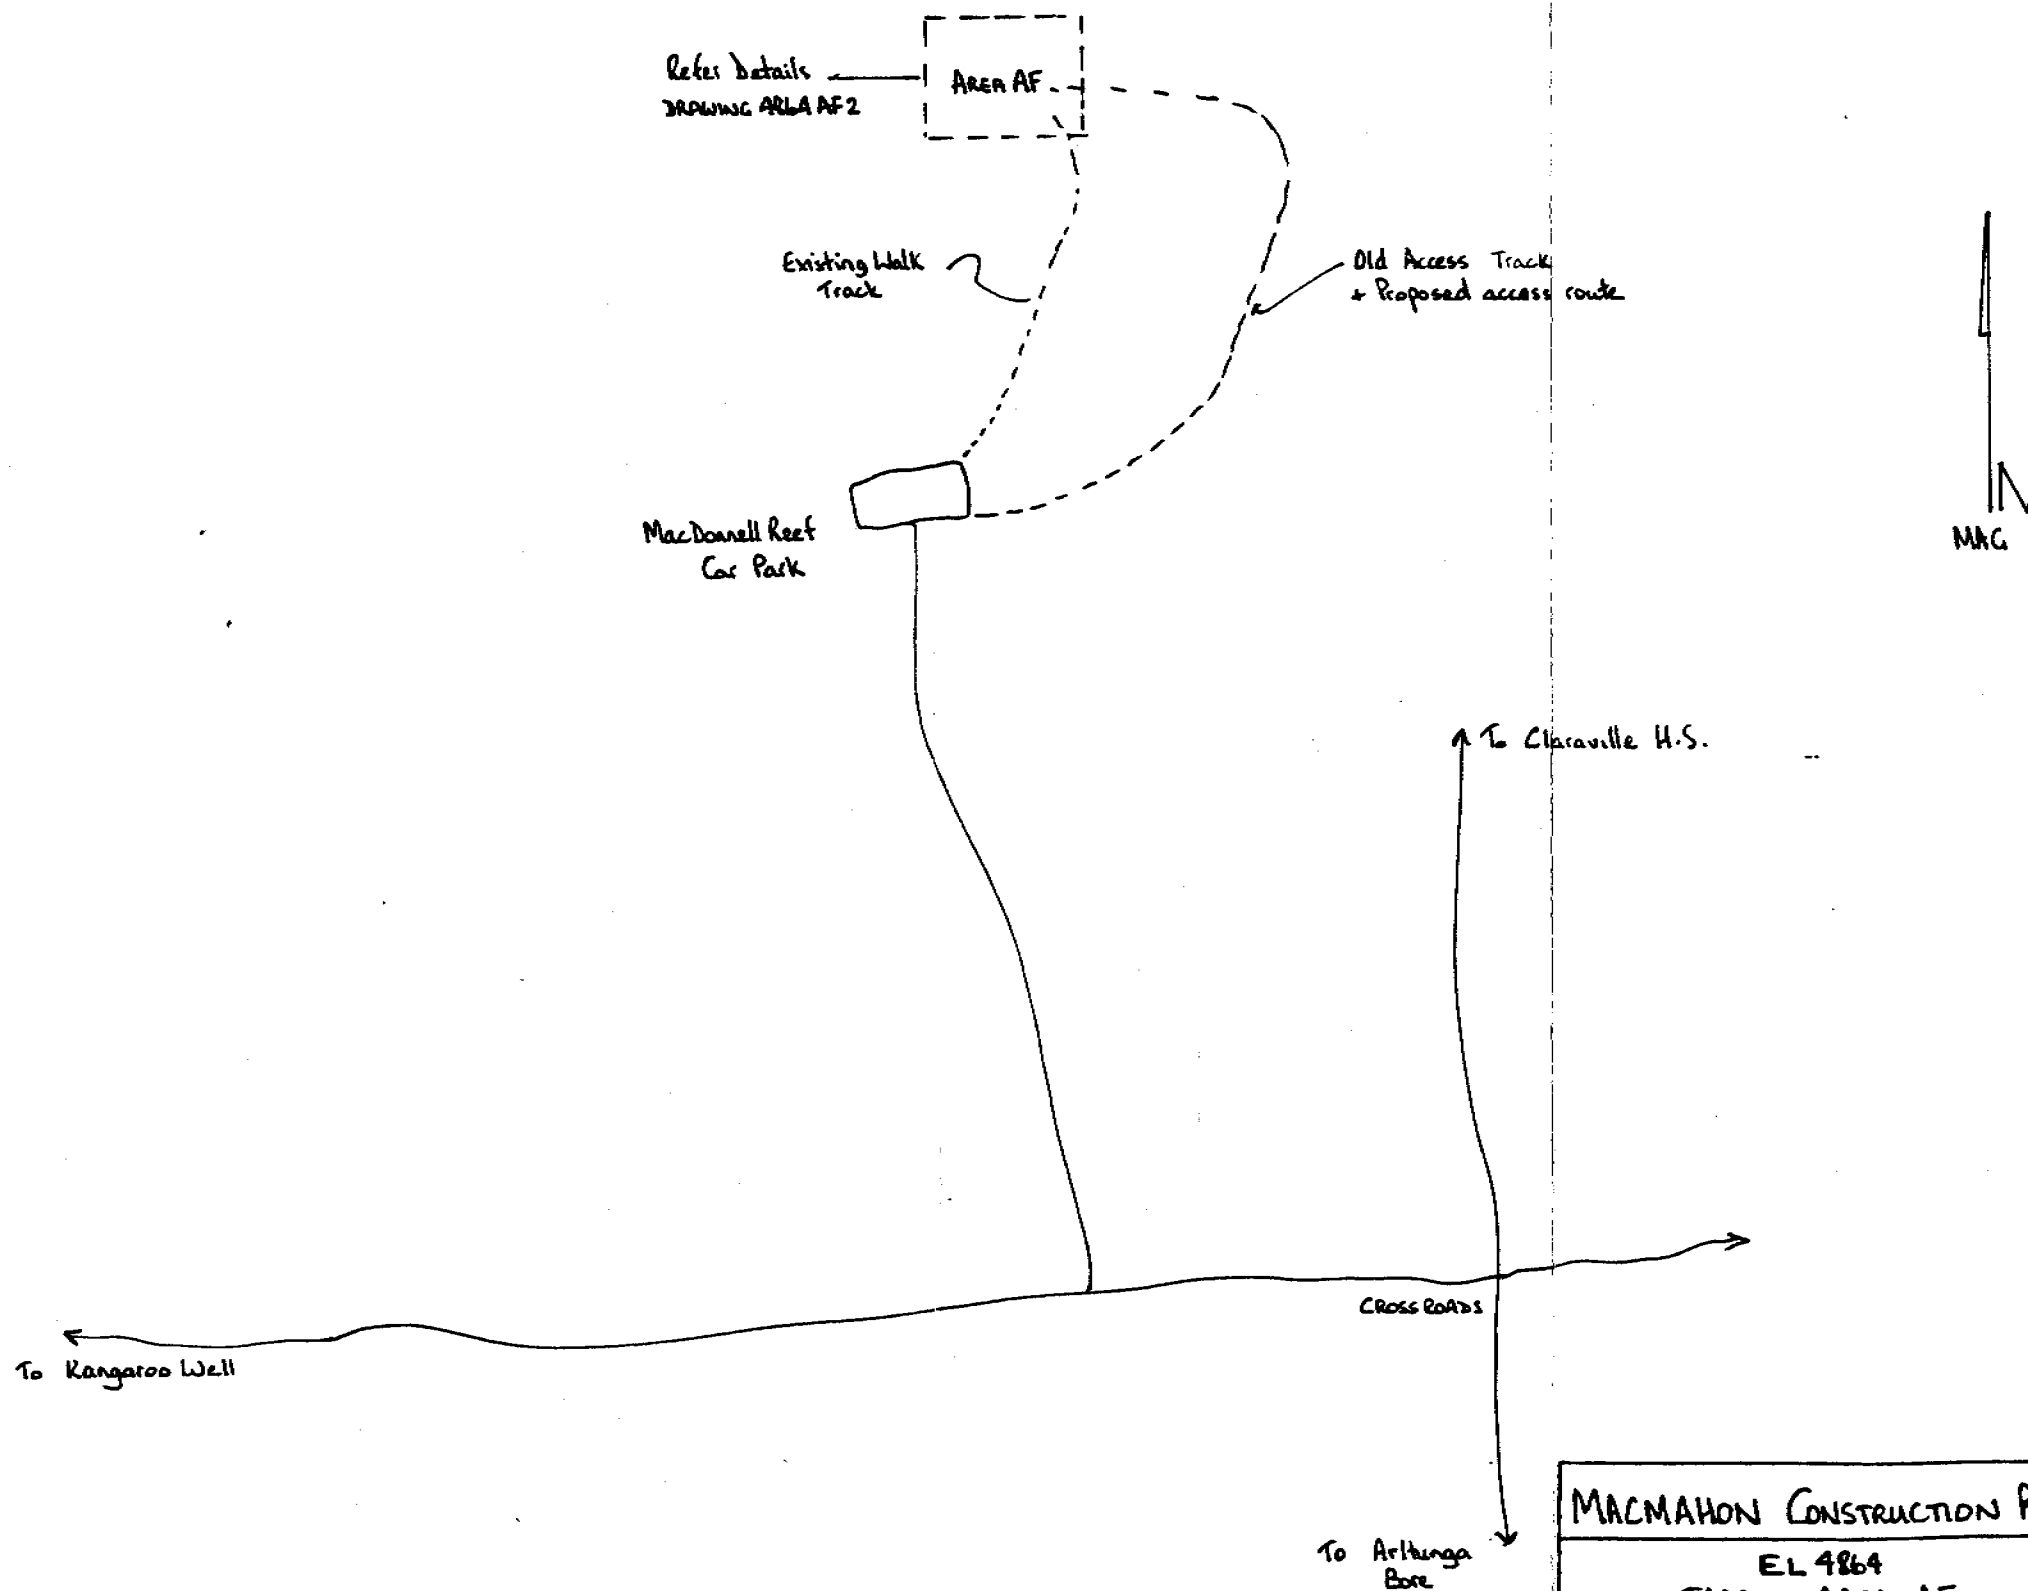 Refer Details
DRAWING 4864 AF2
AREA AF
Existing Walk
Track
Old Access Track
+ Proposed access route
MAG
MacDonnell Reef
Car Park
To Claraville H.S.
CROSS ROADS
To Kangaroo Well
To Arltunga
Bore
MACMAHON CONSTRUCTION P
EL 4864